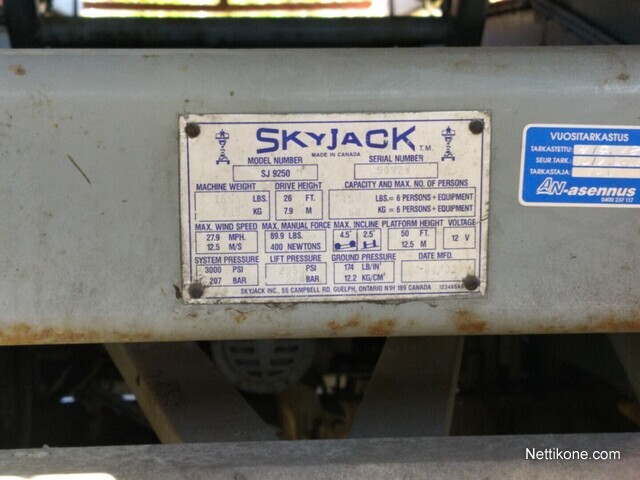 SKYJACK T.M.
MADE IN CANADA
MODEL NUMBER
SERIAL NUMBER
SJ 9250
MACHINE WEIGHT
DRIVE HEIGHT
CAPACITY AND MAX. NO. OF PERSONS
LBS.
26 FT.
LBS.= 6 PERSONS + EQUIPMENT
KG
7.9 M
KG = 6 PERSONS + EQUIPMENT
MAX. WIND SPEED
MAX. MANUAL FORCE
MAX. INCLINE
PLATFORM HEIGHT
VOLTAGE
27.9 MPH.
89.9 LBS.
4.5° 2.5°
50 FT.
12 V
12.5 M/S
400 NEWTONS
12.5 M
SYSTEM PRESSURE
LIFT PRESSURE
GROUND PRESSURE
DATE MFD.
3000 PSI
PSI
174 LB/IN²
207 BAR
BAR
12.2 KG/CM²
SKYJACK INC. 55 CAMPBELL RD. GUELPH, ONTARIO N1H 1B9 CANADA
VUOSITARKASTUS
TARKASTETTU:
SEUR.TARK.:
TARKASTAJA:
AN-asennus
0400 237 117
Nettikone.com